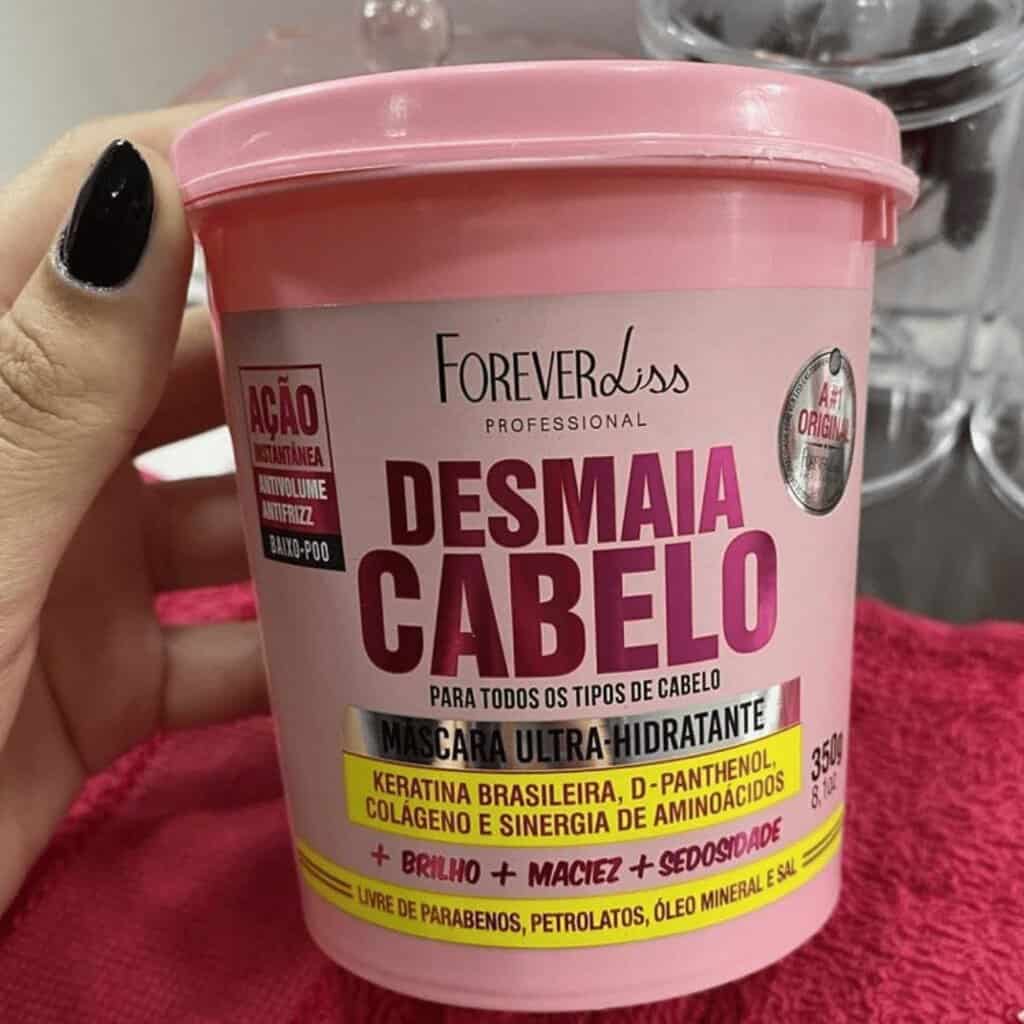 FOREVER Liss
PROFESSIONAL
AÇÃO
INSTANTÂNEA
ANTIVOLUME
ANTIFRIZZ
BAIXO-POO
A #1
ORIGINAL
DESMAIA
CABELO
PARA TODOS OS TIPOS DE CABELO
MÁSCARA ULTRA-HIDRATANTE
KERATINA BRASILEIRA, D-PANTHENOL,
COLÁGENO E SINERGIA DE AMINOÁCIDOS
350g
+ BRILHO + MACIEZ + SEDOSIDADE
LIVRE DE PARABENOS, PETROLATOS, ÓLEO MINERAL E SAL